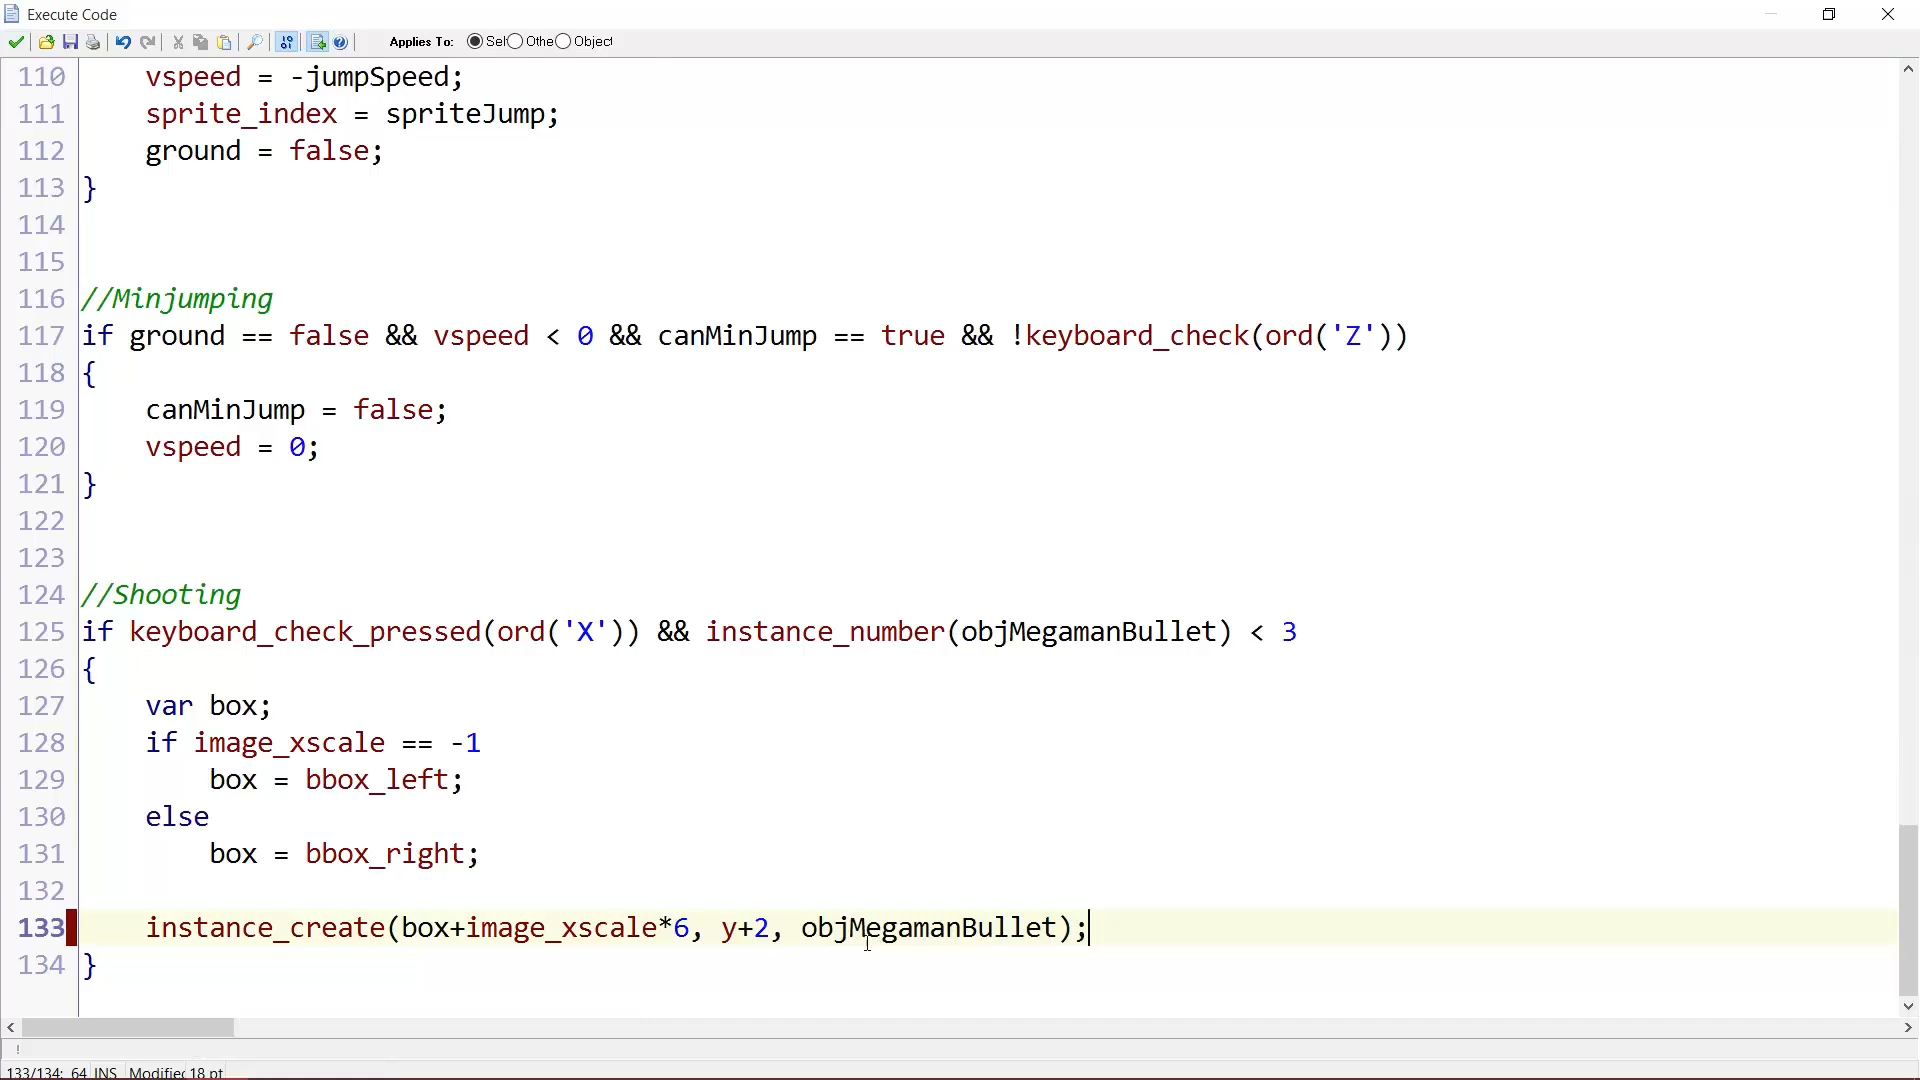 Execute Code
Applies To: Self Othe Object
110 vspeed = -jumpSpeed;
111 sprite_index = spriteJump;
112 ground = false;
113 }
114
115
116 //Minjumping
117 if ground == false && vspeed < 0 && canMinJump == true && !keyboard_check(ord('Z'))
118 {
119 canMinJump = false;
120 vspeed = 0;
121 }
122
123
124 //Shooting
125 if keyboard_check_pressed(ord('X')) && instance_number(objMegamanBullet) < 3
126 {
127 var box;
128 if image_xscale == -1
129 box = bbox_left;
130 else
131 box = bbox_right;
132
133 instance_create(box+image_xscale*6, y+2, objMegamanBullet);
134 }
133/134: 64 INS Modified 18 pt